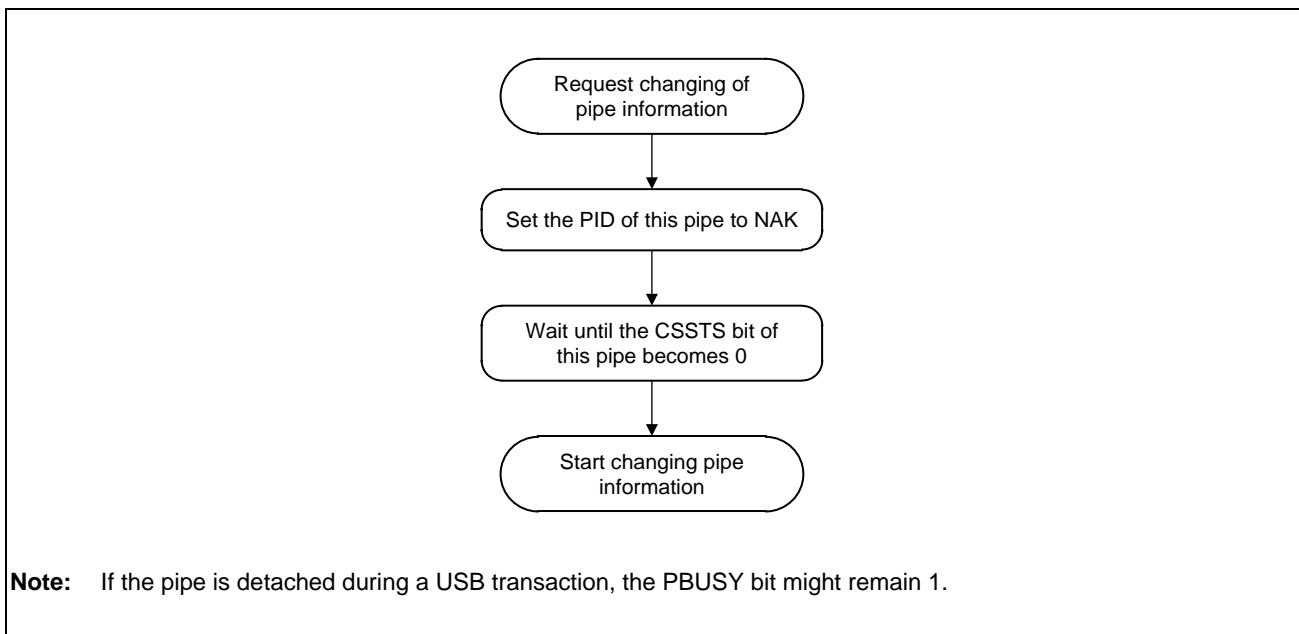 Request changing of
pipe information
Set the PID of this pipe to NAK
Wait until the CSSTS bit of
this pipe becomes 0
Start changing pipe
information
Note: If the pipe is detached during a USB transaction, the PBUSY bit might remain 1.